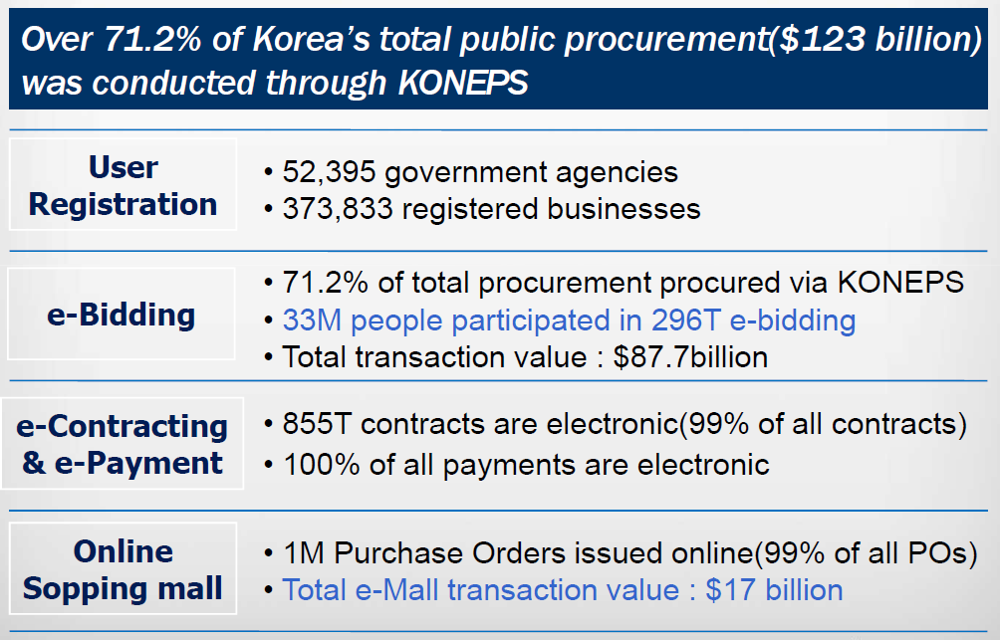 Over 71.2% of Korea's total public procurement($123 billion)
was conducted through KONEPS
User
Registration
• 52,395 government agencies
• 373,833 registered businesses
e-Bidding
• 71.2% of total procurement procured via KONEPS
• 33M people participated in 296T e-bidding
• Total transaction value : $87.7billion
e-Contracting
& e-Payment
• 855T contracts are electronic(99% of all contracts)
• 100% of all payments are electronic
Online
Sopping mall
• 1M Purchase Orders issued online(99% of all POs)
• Total e-Mall transaction value : $17 billion